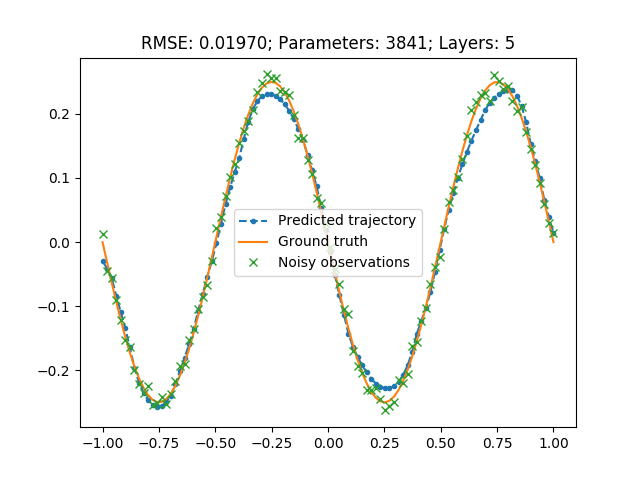 RMSE: 0.01970; Parameters: 3841; Layers: 5
0.2
0.1
0.0
−0.1
−0.2
Predicted trajectory
Ground truth
Noisy observations
−1.00 −0.75 −0.50 −0.25 0.00 0.25 0.50 0.75 1.00